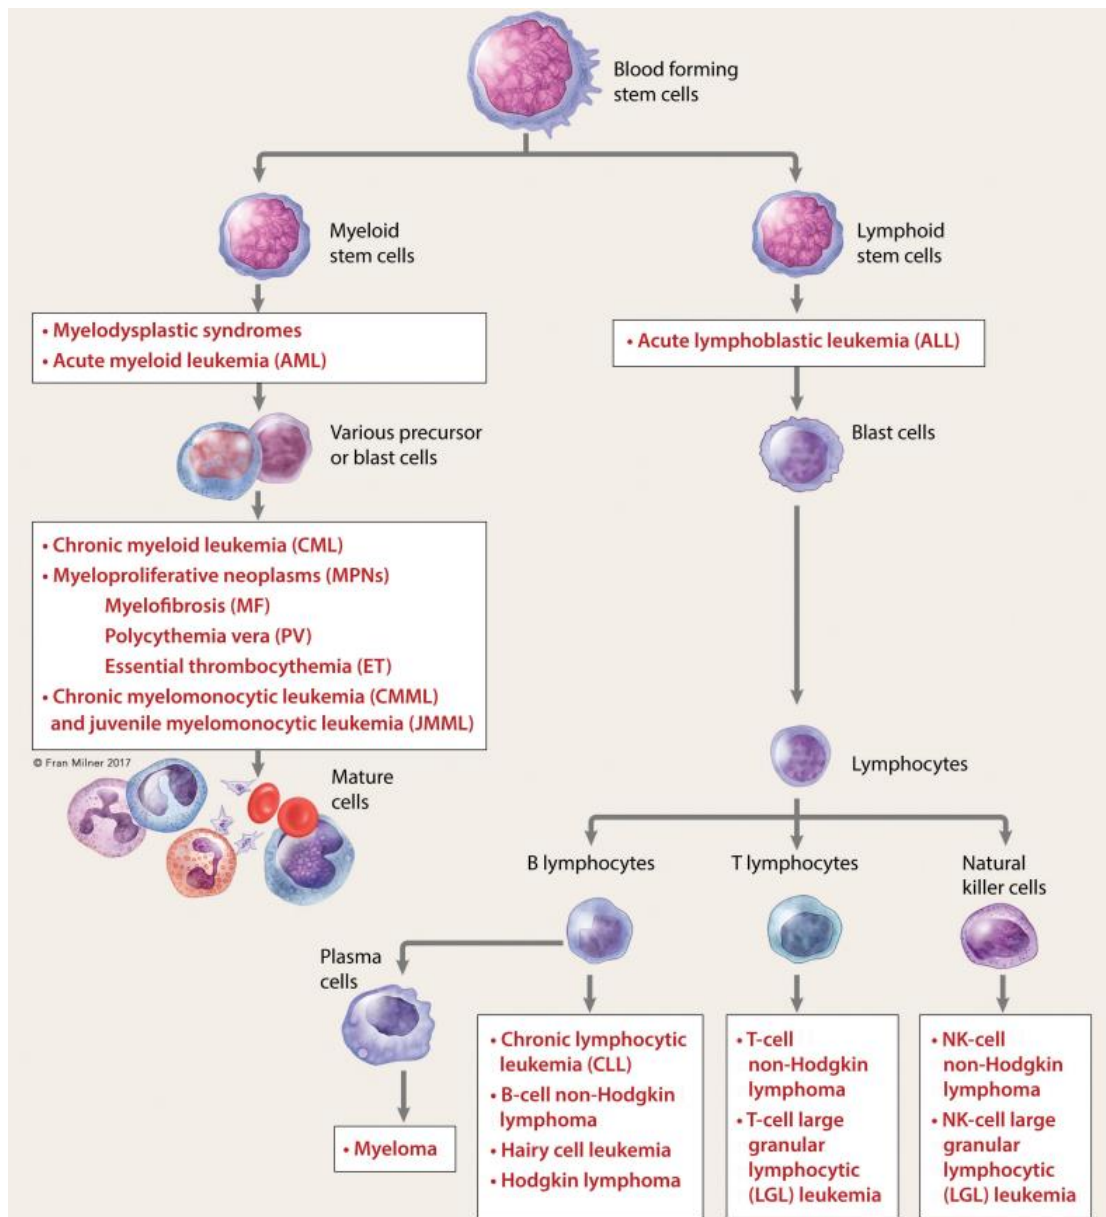 Blood forming
stem cells
Myeloid
stem cells
Lymphoid
stem cells
• Myelodysplastic syndromes
• Acute myeloid leukemia (AML)
• Acute lymphoblastic leukemia (ALL)
Various precursor
or blast cells
Blast cells
• Chronic myeloid leukemia (CML)
• Myeloproliferative neoplasms (MPNs)
Myelofibrosis (MF)
Polycythemia vera (PV)
Essential thrombocythemia (ET)
• Chronic myelomonocytic leukemia (CMML)
and juvenile myelomonocytic leukemia (JMML)
© Fran Milner 2017
Mature
cells
Lymphocytes
B lymphocytes
T lymphocytes
Natural
killer cells
Plasma
cells
• Myeloma
• Chronic lymphocytic
leukemia (CLL)
• B-cell non-Hodgkin
lymphoma
• Hairy cell leukemia
• Hodgkin lymphoma
• T-cell
non-Hodgkin
lymphoma
• T-cell large
granular
lymphocytic
(LGL) leukemia
• NK-cell
non-Hodgkin
lymphoma
• NK-cell large
granular
lymphocytic
(LGL) leukemia